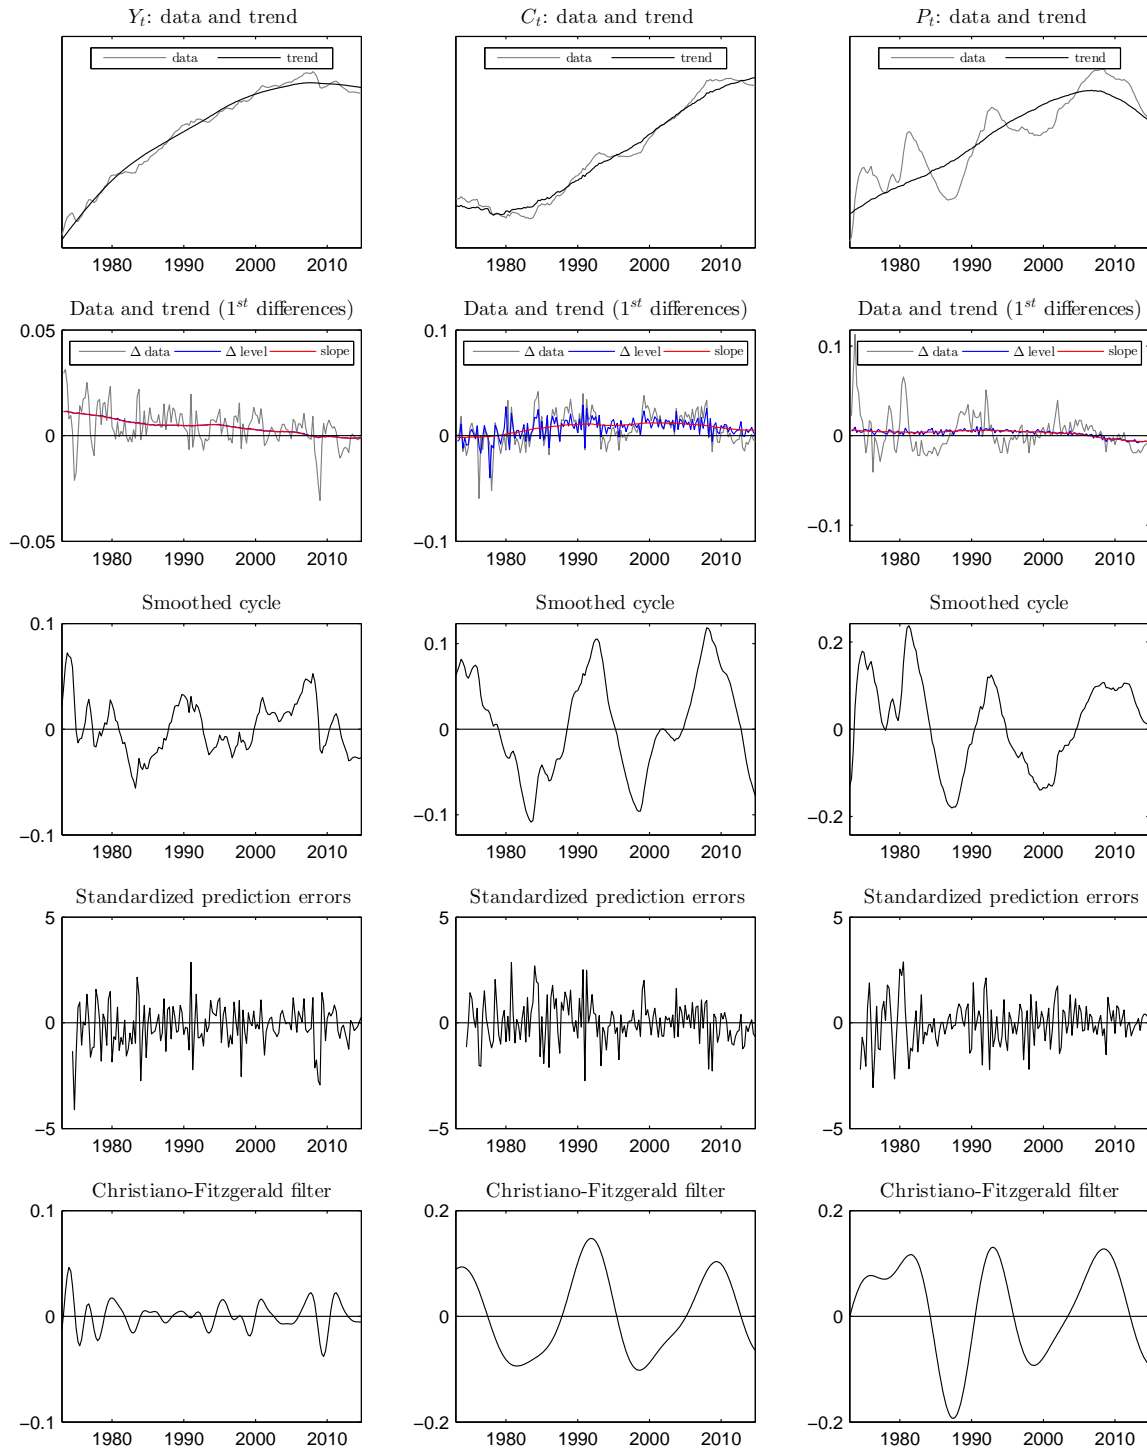 Y_t: data and trend
C_t: data and trend
P_t: data and trend
data trend
data trend
data trend
1980 1990 2000 2010
1980 1990 2000 2010
1980 1990 2000 2010
Data and trend (1^st differences)
Data and trend (1^st differences)
Data and trend (1^st differences)
0.05
0
−0.05
Δ data Δ level slope
1980 1990 2000 2010
0.1
0
−0.1
Δ data Δ level slope
1980 1990 2000 2010
0.1
0
−0.1
Δ data Δ level slope
1980 1990 2000 2010
Smoothed cycle
Smoothed cycle
Smoothed cycle
0.1
0
−0.1
1980 1990 2000 2010
0.1
0
−0.1
1980 1990 2000 2010
0.2
0
−0.2
1980 1990 2000 2010
Standardized prediction errors
Standardized prediction errors
Standardized prediction errors
5
0
−5
1980 1990 2000 2010
5
0
−5
1980 1990 2000 2010
5
0
−5
1980 1990 2000 2010
Christiano-Fitzgerald filter
Christiano-Fitzgerald filter
Christiano-Fitzgerald filter
0.1
0
−0.1
1980 1990 2000 2010
0.2
0
−0.2
1980 1990 2000 2010
0.2
0
−0.2
1980 1990 2000 2010